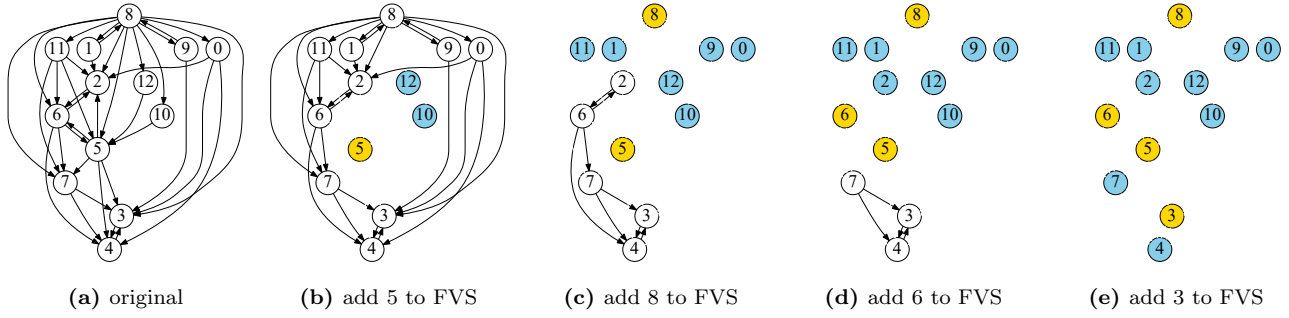 8 8 8 8 8
11 1 9 0 11 1 9 0 11 1 9 0 11 1 9 0 11 1 9 0
2 12 2 12 2 12 2 12 2 12
6 10 6 10 6 10 6 10 6 10
5 5 5 5 5
7 7 7 7 7
3 3 3 3 3
4 4 4 4 4
(a) original (b) add 5 to FVS (c) add 8 to FVS (d) add 6 to FVS (e) add 3 to FVS